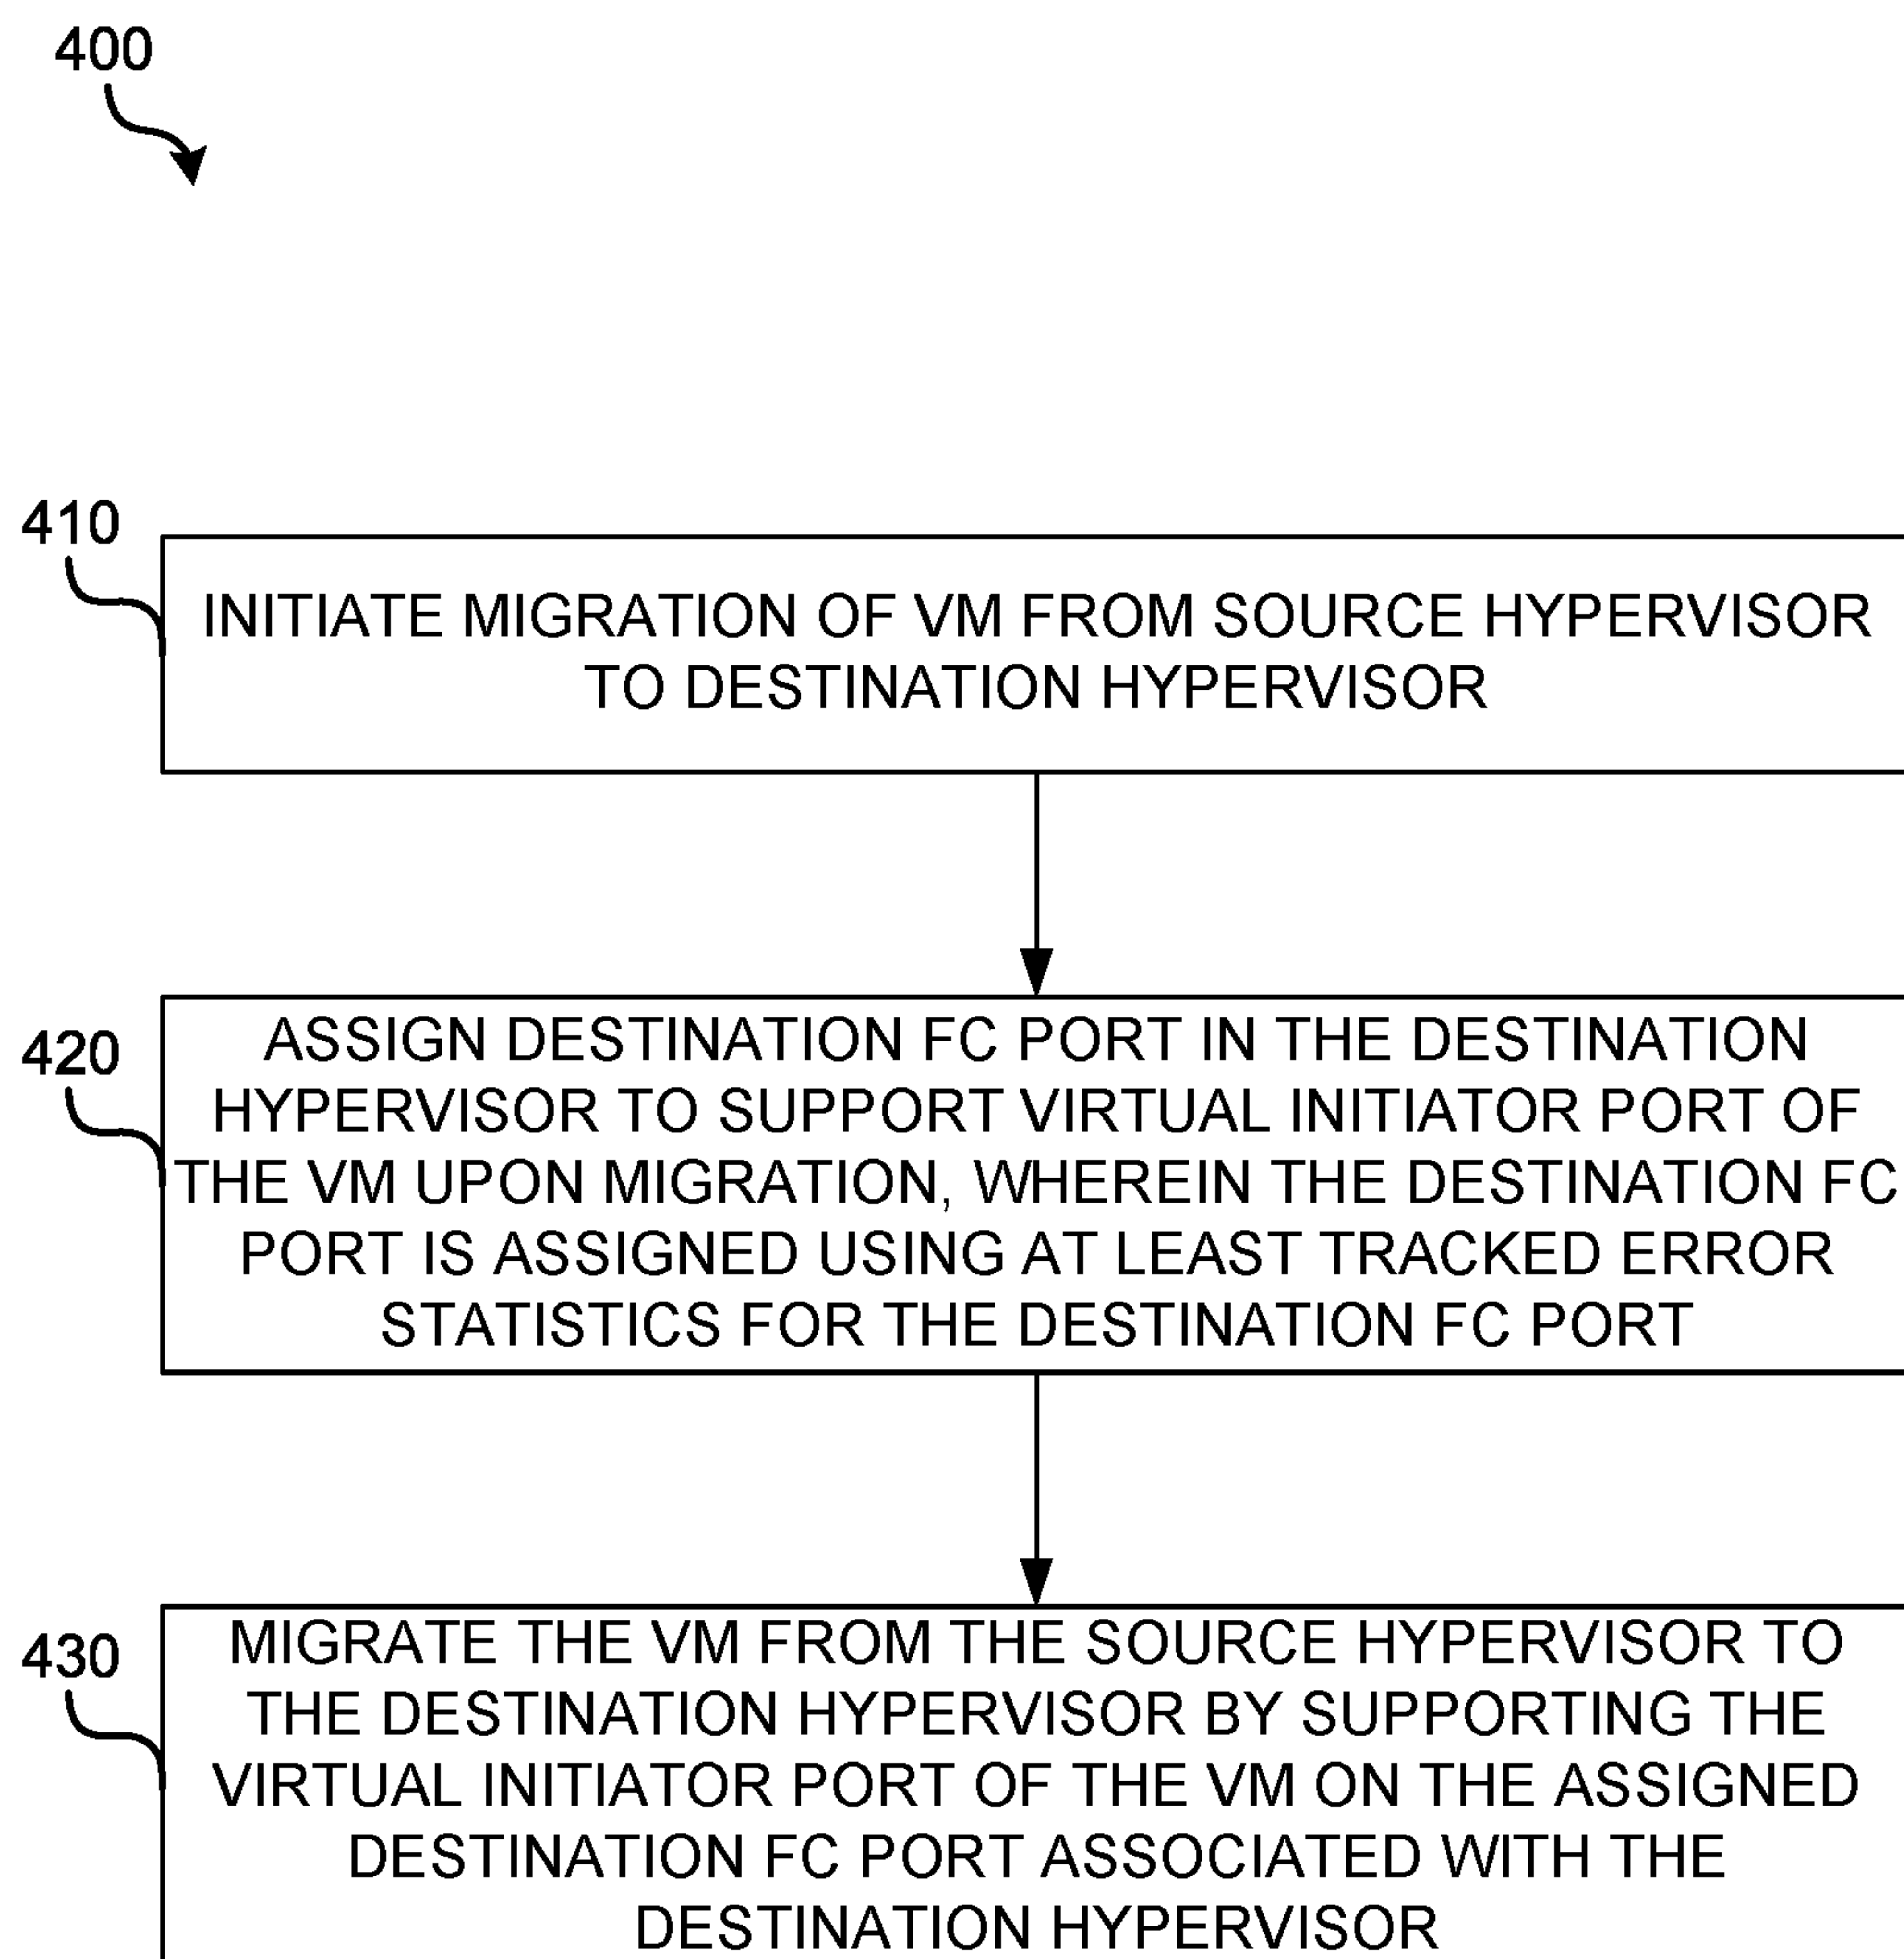 400
410
INITIATE MIGRATION OF VM FROM SOURCE HYPERVISOR
TO DESTINATION HYPERVISOR
420
ASSIGN DESTINATION FC PORT IN THE DESTINATION
HYPERVISOR TO SUPPORT VIRTUAL INITIATOR PORT OF
THE VM UPON MIGRATION, WHEREIN THE DESTINATION FC
PORT IS ASSIGNED USING AT LEAST TRACKED ERROR
STATISTICS FOR THE DESTINATION FC PORT
430
MIGRATE THE VM FROM THE SOURCE HYPERVISOR TO
THE DESTINATION HYPERVISOR BY SUPPORTING THE
VIRTUAL INITIATOR PORT OF THE VM ON THE ASSIGNED
DESTINATION FC PORT ASSOCIATED WITH THE
DESTINATION HYPERVISOR